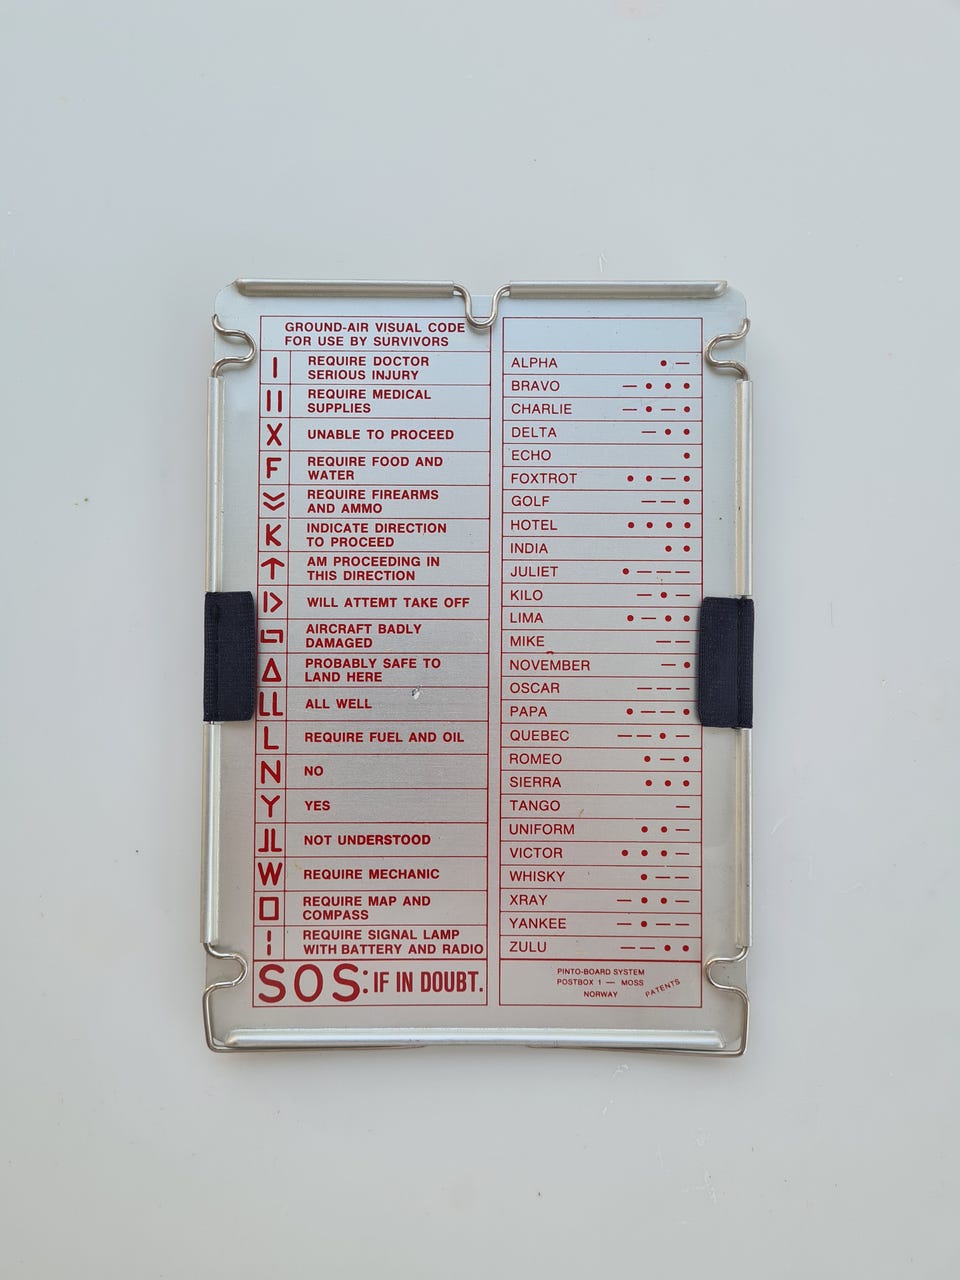 GROUND-AIR VISUAL CODE
FOR USE BY SURVIVORS
I REQUIRE DOCTOR
SERIOUS INJURY
II REQUIRE MEDICAL
SUPPLIES
X UNABLE TO PROCEED
F REQUIRE FOOD AND
WATER
REQUIRE FIREARMS
AND AMMO
K INDICATE DIRECTION
TO PROCEED
↑ AM PROCEEDING IN
THIS DIRECTION
I> WILL ATTEMT TAKE OFF
AIRCRAFT BADLY
DAMAGED
Δ PROBABLY SAFE TO
LAND HERE
LL ALL WELL
L REQUIRE FUEL AND OIL
N NO
Y YES
⅃L NOT UNDERSTOOD
W REQUIRE MECHANIC
□ REQUIRE MAP AND
COMPASS
¦ REQUIRE SIGNAL LAMP
WITH BATTERY AND RADIO
SOS: IF IN DOUBT.
ALPHA • —
BRAVO — • • •
CHARLIE — • — •
DELTA — • •
ECHO •
FOXTROT • • — •
GOLF — — •
HOTEL • • • •
INDIA • •
JULIET • — — —
KILO — • —
LIMA • — • •
MIKE — —
NOVEMBER — •
OSCAR — — —
PAPA • — — •
QUEBEC — — • —
ROMEO • — •
SIERRA • • •
TANGO —
UNIFORM • • —
VICTOR • • • —
WHISKY • — —
XRAY — • • —
YANKEE — • — —
ZULU — — • •
PINTO-BOARD SYSTEM
POSTBOX 1 — MOSS
NORWAY PATENTS